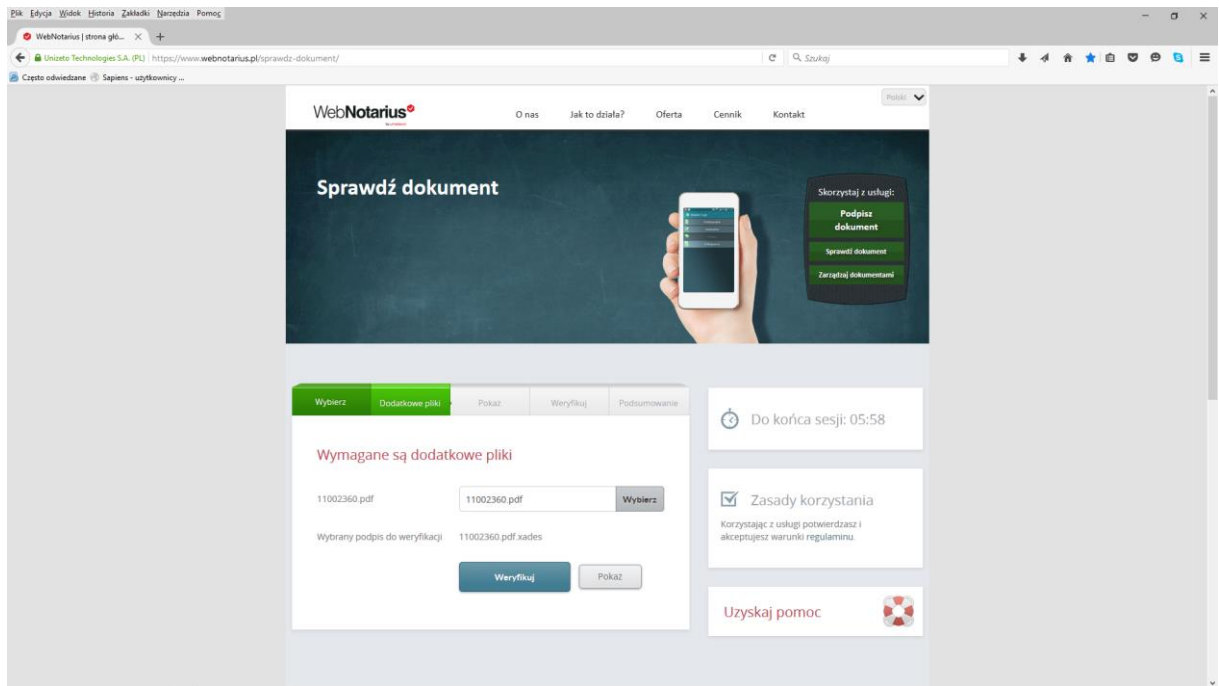 Plik Edycja Widok Historia Zakładki Narzędzia Pomoc
WebNotarius | strona głó...
Unizeto Technologies S.A. (PL) https://www.webnotarius.pl/sprawdz-dokument/
Szukaj
Często odwiedzane Sapiens - użytkownicy ...
Polski
WebNotarius
O nas Jak to działa? Oferta Cennik Kontakt
Sprawdź dokument
Skorzystaj z usługi:
Podpisz
dokument
Sprawdź dokument
Zarządzaj dokumentami
Wybierz Dodatkowe pliki Pokaż Weryfikuj Podsumowanie
Do końca sesji: 05:58
Wymagane są dodatkowe pliki
11002360.pdf 11002360.pdf Wybierz
Wybrany podpis do weryfikacji 11002360.pdf.xades
Weryfikuj Pokaż
Zasady korzystania
Korzystając z usługi potwierdzasz i
akceptujesz warunki regulaminu.
Uzyskaj pomoc